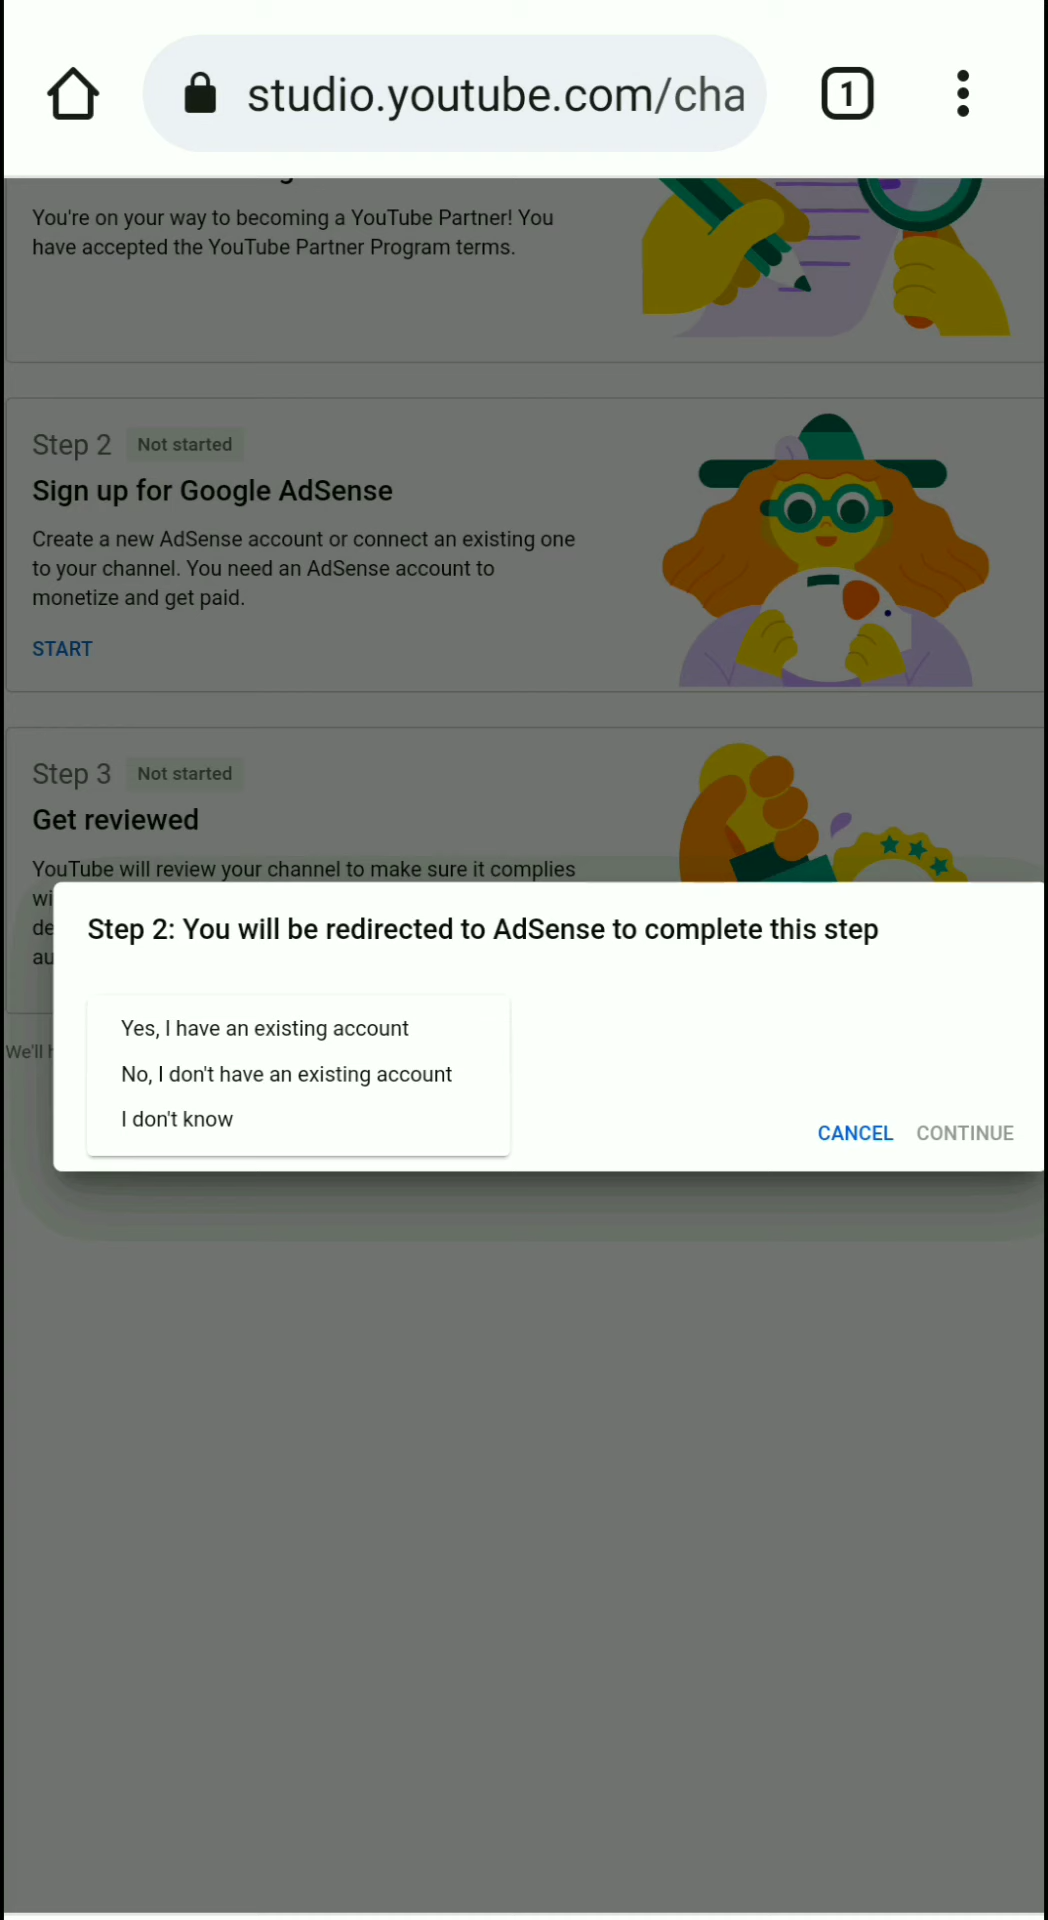 studio.youtube.com/cha
1
You're on your way to becoming a YouTube Partner! You
have accepted the YouTube Partner Program terms.
Step 2 Not started
Sign up for Google AdSense
Create a new AdSense account or connect an existing one
to your channel. You need an AdSense account to
monetize and get paid.
START
Step 3 Not started
Get reviewed
YouTube will review your channel to make sure it complies
wi
de
au
We'll h
Step 2: You will be redirected to AdSense to complete this step
Yes, I have an existing account
No, I don't have an existing account
I don't know
CANCEL CONTINUE